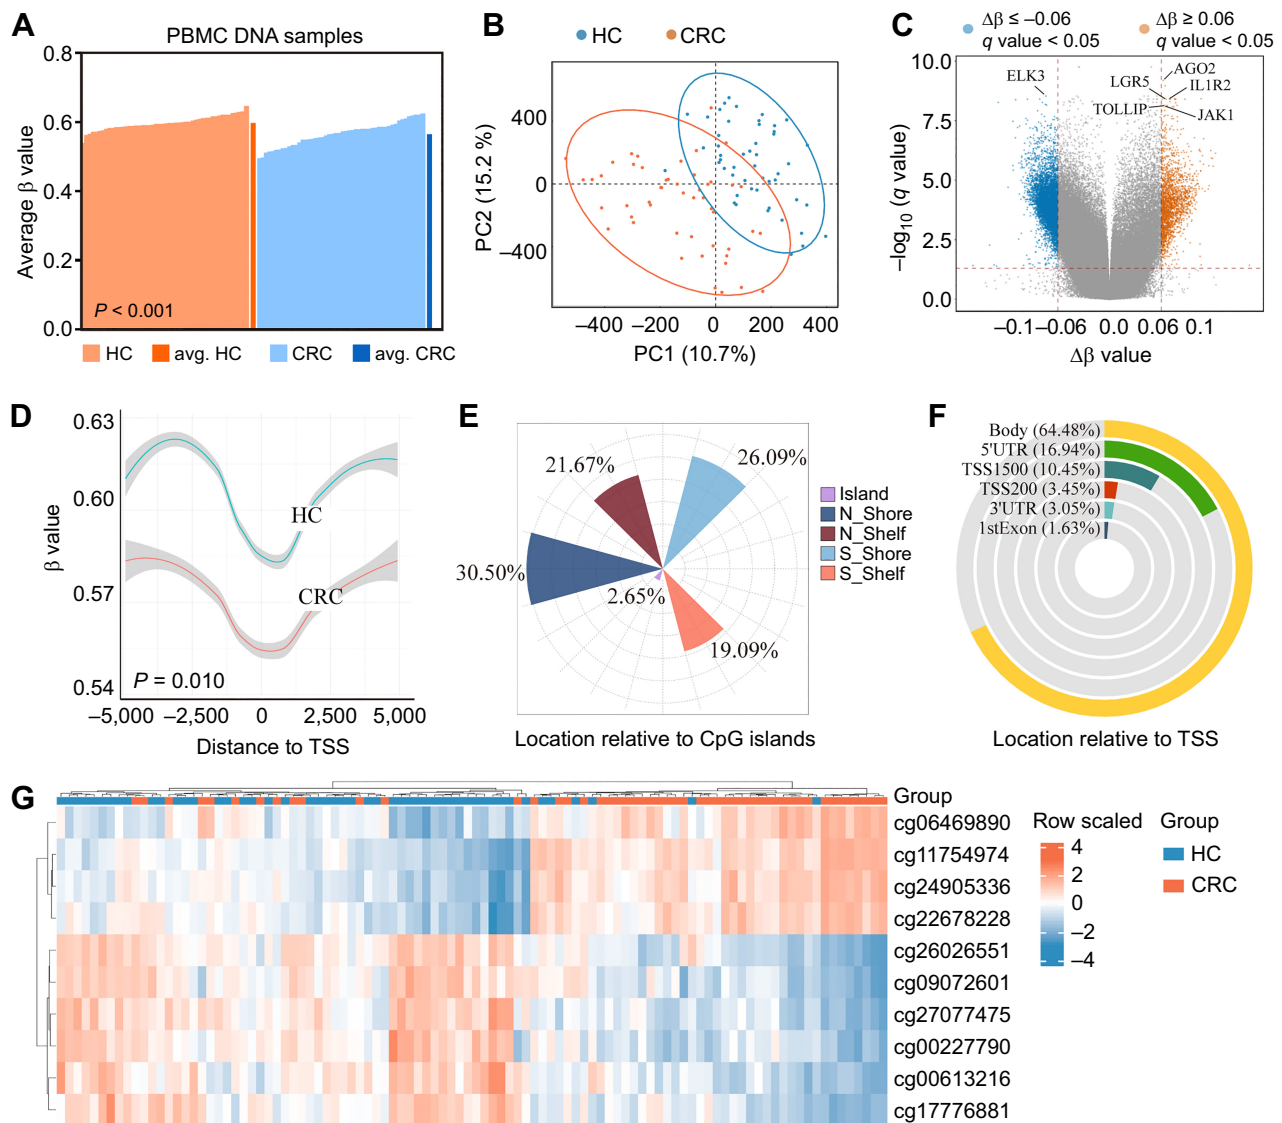 A
PBMC DNA samples
Average β value
0.8
0.6
0.4
0.2
0.0
P < 0.001
HC
avg. HC
CRC
avg. CRC
B
HC
CRC
PC2 (15.2 %)
400
0
–400
–400
–200
0
200
400
PC1 (10.7%)
C
Δβ ≤ –0.06
q value < 0.05
Δβ ≥ 0.06
q value < 0.05
–log10 (q value)
10.0
7.5
5.0
2.5
0.0
ELK3
AGO2
LGR5
IL1R2
TOLLIP
JAK1
–0.1
–0.06
0.0
0.06
0.1
Δβ value
D
β value
0.63
0.60
0.57
0.54
HC
CRC
P = 0.010
–5,000
–2,500
0
2,500
5,000
Distance to TSS
E
21.67%
26.09%
30.50%
2.65%
19.09%
Island
N_Shore
N_Shelf
S_Shore
S_Shelf
Location relative to CpG islands
F
Body (64.48%)
5'UTR (16.94%)
TSS1500 (10.45%)
TSS200 (3.45%)
3'UTR (3.05%)
1stExon (1.63%)
Location relative to TSS
G
Group
cg06469890
cg11754974
cg24905336
cg22678228
cg26026551
cg09072601
cg27077475
cg00227790
cg00613216
cg17776881
Row scaled
4
2
0
–2
–4
Group
HC
CRC